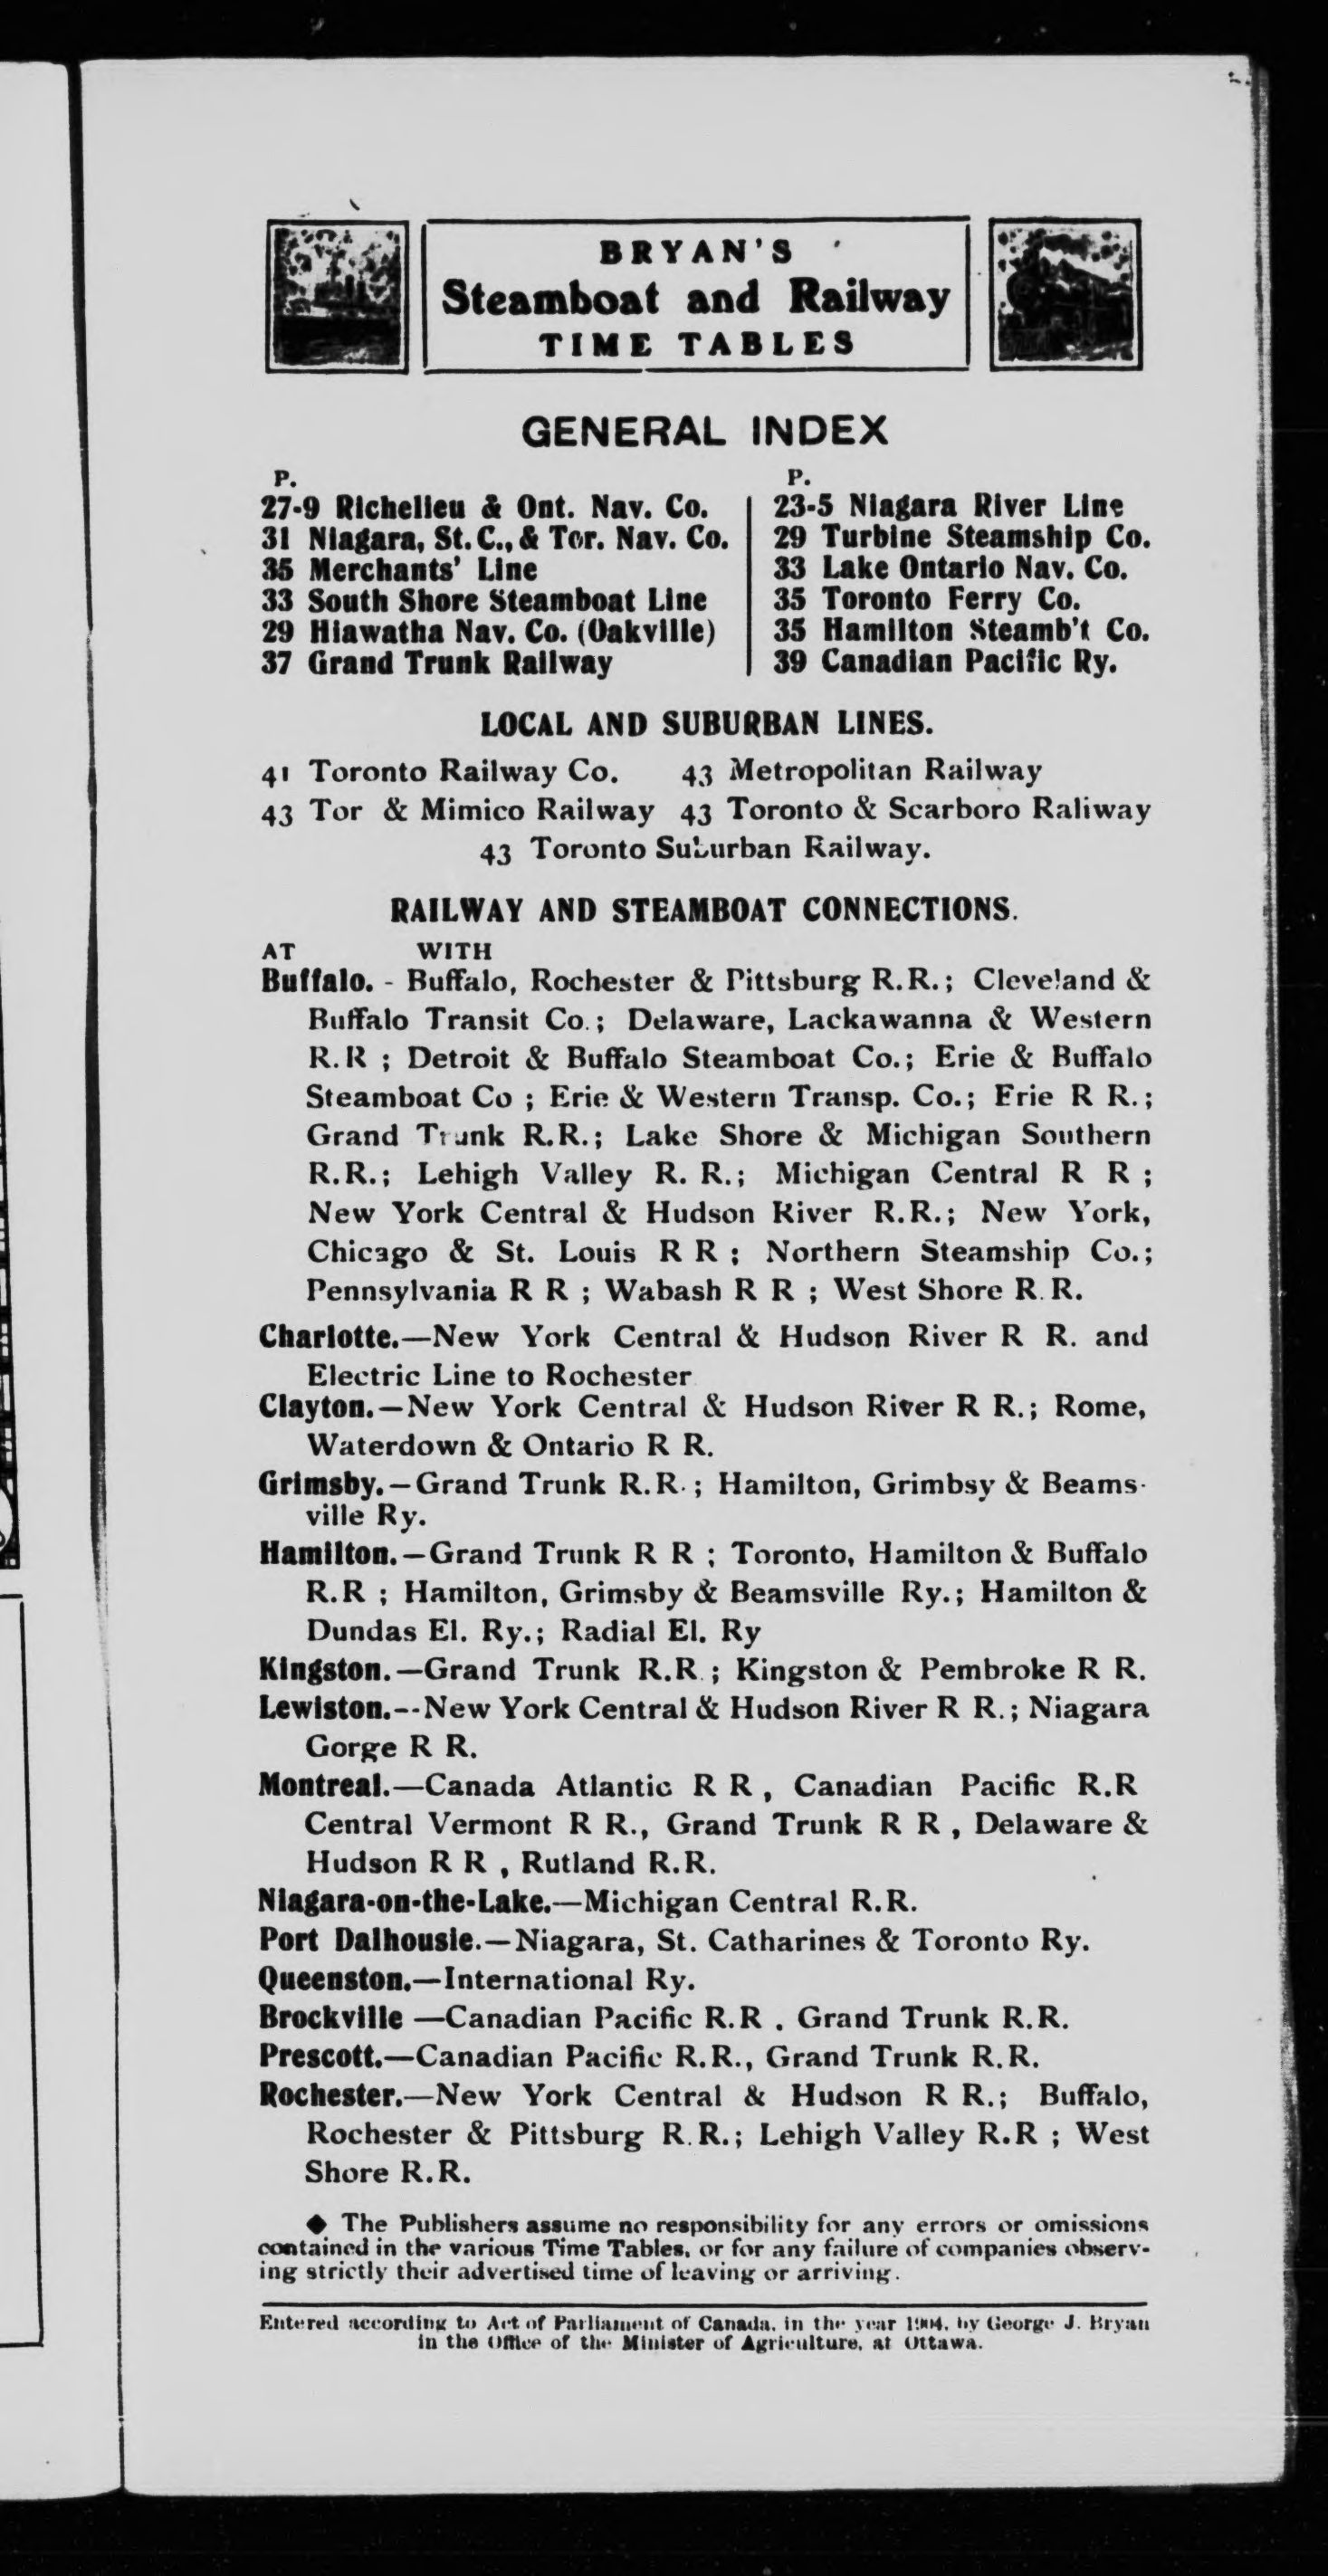 BRYAN'S
Steamboat and Railway
TIME TABLES
GENERAL INDEX
P.
27-9 Richelieu & Ont. Nav. Co.
31 Niagara, St. C., & Tor. Nav. Co.
35 Merchants' Line
33 South Shore Steamboat Line
29 Hiawatha Nav. Co. (Oakville)
37 Grand Trunk Railway
P.
23-5 Niagara River Line
29 Turbine Steamship Co.
33 Lake Ontario Nav. Co.
35 Toronto Ferry Co.
35 Hamilton Steamb't Co.
39 Canadian Pacific Ry.
LOCAL AND SUBURBAN LINES.
41 Toronto Railway Co. 43 Metropolitan Railway
43 Tor & Mimico Railway 43 Toronto & Scarboro Raliway
43 Toronto Suburban Railway.
RAILWAY AND STEAMBOAT CONNECTIONS.
AT WITH
Buffalo. - Buffalo, Rochester & Pittsburg R.R.; Cleveland &
Buffalo Transit Co.; Delaware, Lackawanna & Western
R.R ; Detroit & Buffalo Steamboat Co.; Erie & Buffalo
Steamboat Co ; Erie & Western Transp. Co.; Erie R R.;
Grand Trunk R.R.; Lake Shore & Michigan Southern
R.R.; Lehigh Valley R. R.; Michigan Central R R ;
New York Central & Hudson River R.R.; New York,
Chicago & St. Louis R R ; Northern Steamship Co.;
Pennsylvania R R ; Wabash R R ; West Shore R.R.
Charlotte.—New York Central & Hudson River R R. and
Electric Line to Rochester
Clayton.—New York Central & Hudson River R R.; Rome,
Waterdown & Ontario R R.
Grimsby.—Grand Trunk R.R. ; Hamilton, Grimbsy & Beams-
ville Ry.
Hamilton.—Grand Trunk R R ; Toronto, Hamilton & Buffalo
R.R ; Hamilton, Grimsby & Beamsville Ry.; Hamilton &
Dundas El. Ry.; Radial El. Ry
Kingston.—Grand Trunk R.R.; Kingston & Pembroke R R.
Lewiston.--New York Central & Hudson River R R.; Niagara
Gorge R R.
Montreal.—Canada Atlantic R R , Canadian Pacific R.R
Central Vermont R R., Grand Trunk R R , Delaware &
Hudson R R , Rutland R.R.
Niagara-on-the-Lake.—Michigan Central R.R.
Port Dalhousie.—Niagara, St. Catharines & Toronto Ry.
Queenston.—International Ry.
Brockville —Canadian Pacific R.R . Grand Trunk R.R.
Prescott.—Canadian Pacific R.R., Grand Trunk R.R.
Rochester.—New York Central & Hudson R R.; Buffalo,
Rochester & Pittsburg R.R.; Lehigh Valley R.R ; West
Shore R.R.
◆ The Publishers assume no responsibility for any errors or omissions
contained in the various Time Tables, or for any failure of companies observ-
ing strictly their advertised time of leaving or arriving.
Entered according to Act of Parliament of Canada, in the year 1904, by George J. Bryan
in the Office of the Minister of Agriculture, at Ottawa.